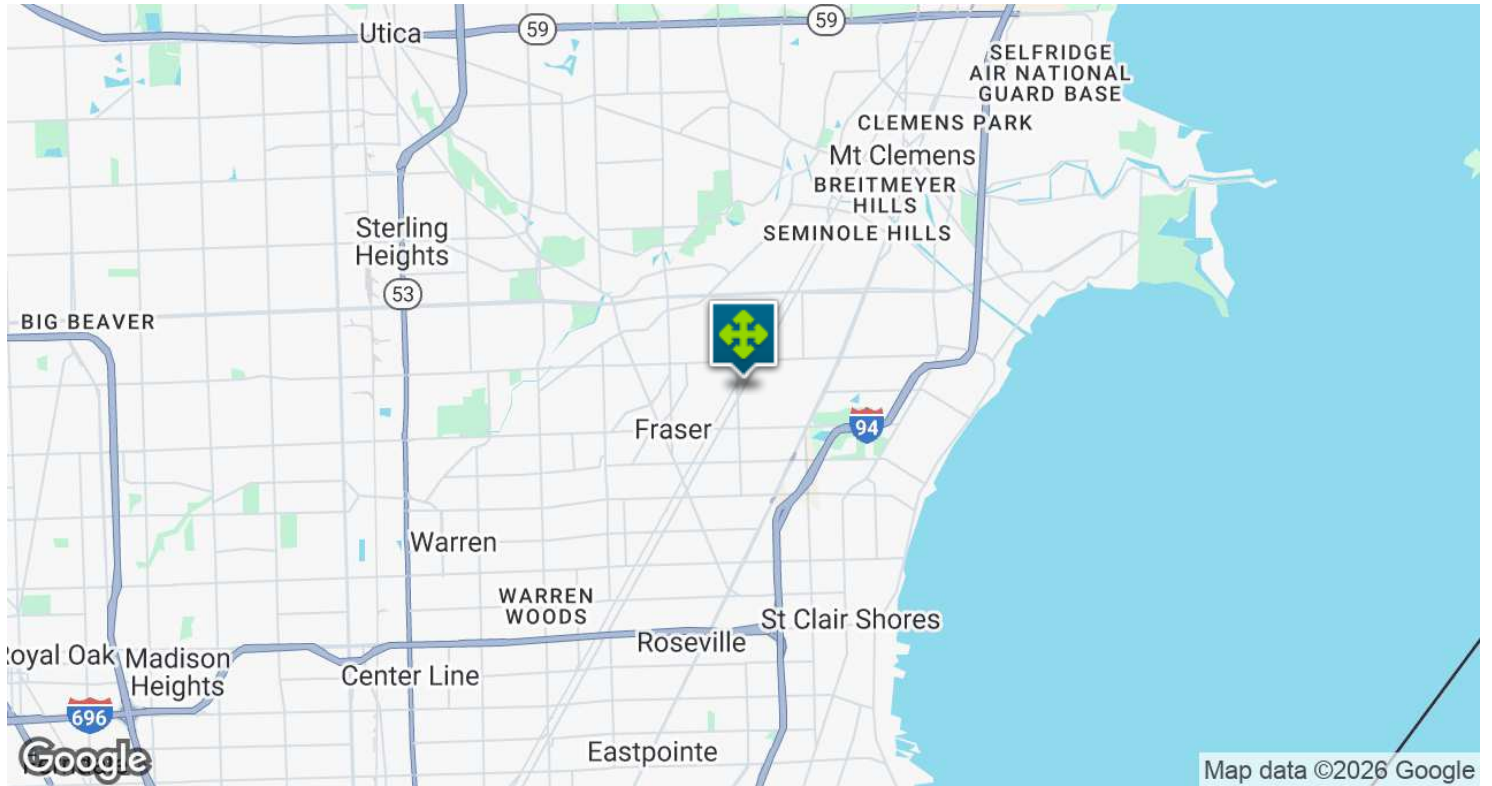 59
59
Utica
SELFRIDGE
AIR NATIONAL
GUARD BASE
CLEMENS PARK
Mt Clemens
BREITMEYER
HILLS
SEMINOLE HILLS
Sterling
Heights
53
BIG BEAVER
Fraser
94
Warren
WARREN
WOODS
St Clair Shores
Roseville
oyal Oak
Madison
Heights
Center Line
696
Eastpointe
Google
Map data ©2026 Google